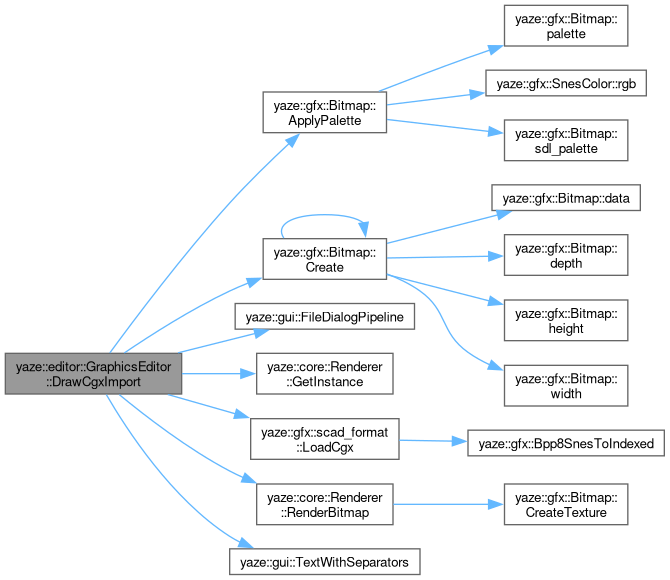 yaze::editor::GraphicsEditor
::DrawCgxImport
yaze::gfx::Bitmap::
ApplyPalette
yaze::gfx::Bitmap::
palette
yaze::gfx::SnesColor::rgb
yaze::gfx::Bitmap::
sdl_palette
yaze::gfx::Bitmap::
Create
yaze::gfx::Bitmap::data
yaze::gfx::Bitmap::
depth
yaze::gfx::Bitmap::
height
yaze::gfx::Bitmap::
width
yaze::gui::FileDialogPipeline
yaze::core::Renderer
::GetInstance
yaze::gfx::scad_format
::LoadCgx
yaze::gfx::Bpp8SnesToIndexed
yaze::core::Renderer
::RenderBitmap
yaze::gfx::Bitmap::
CreateTexture
yaze::gui::TextWithSeparators